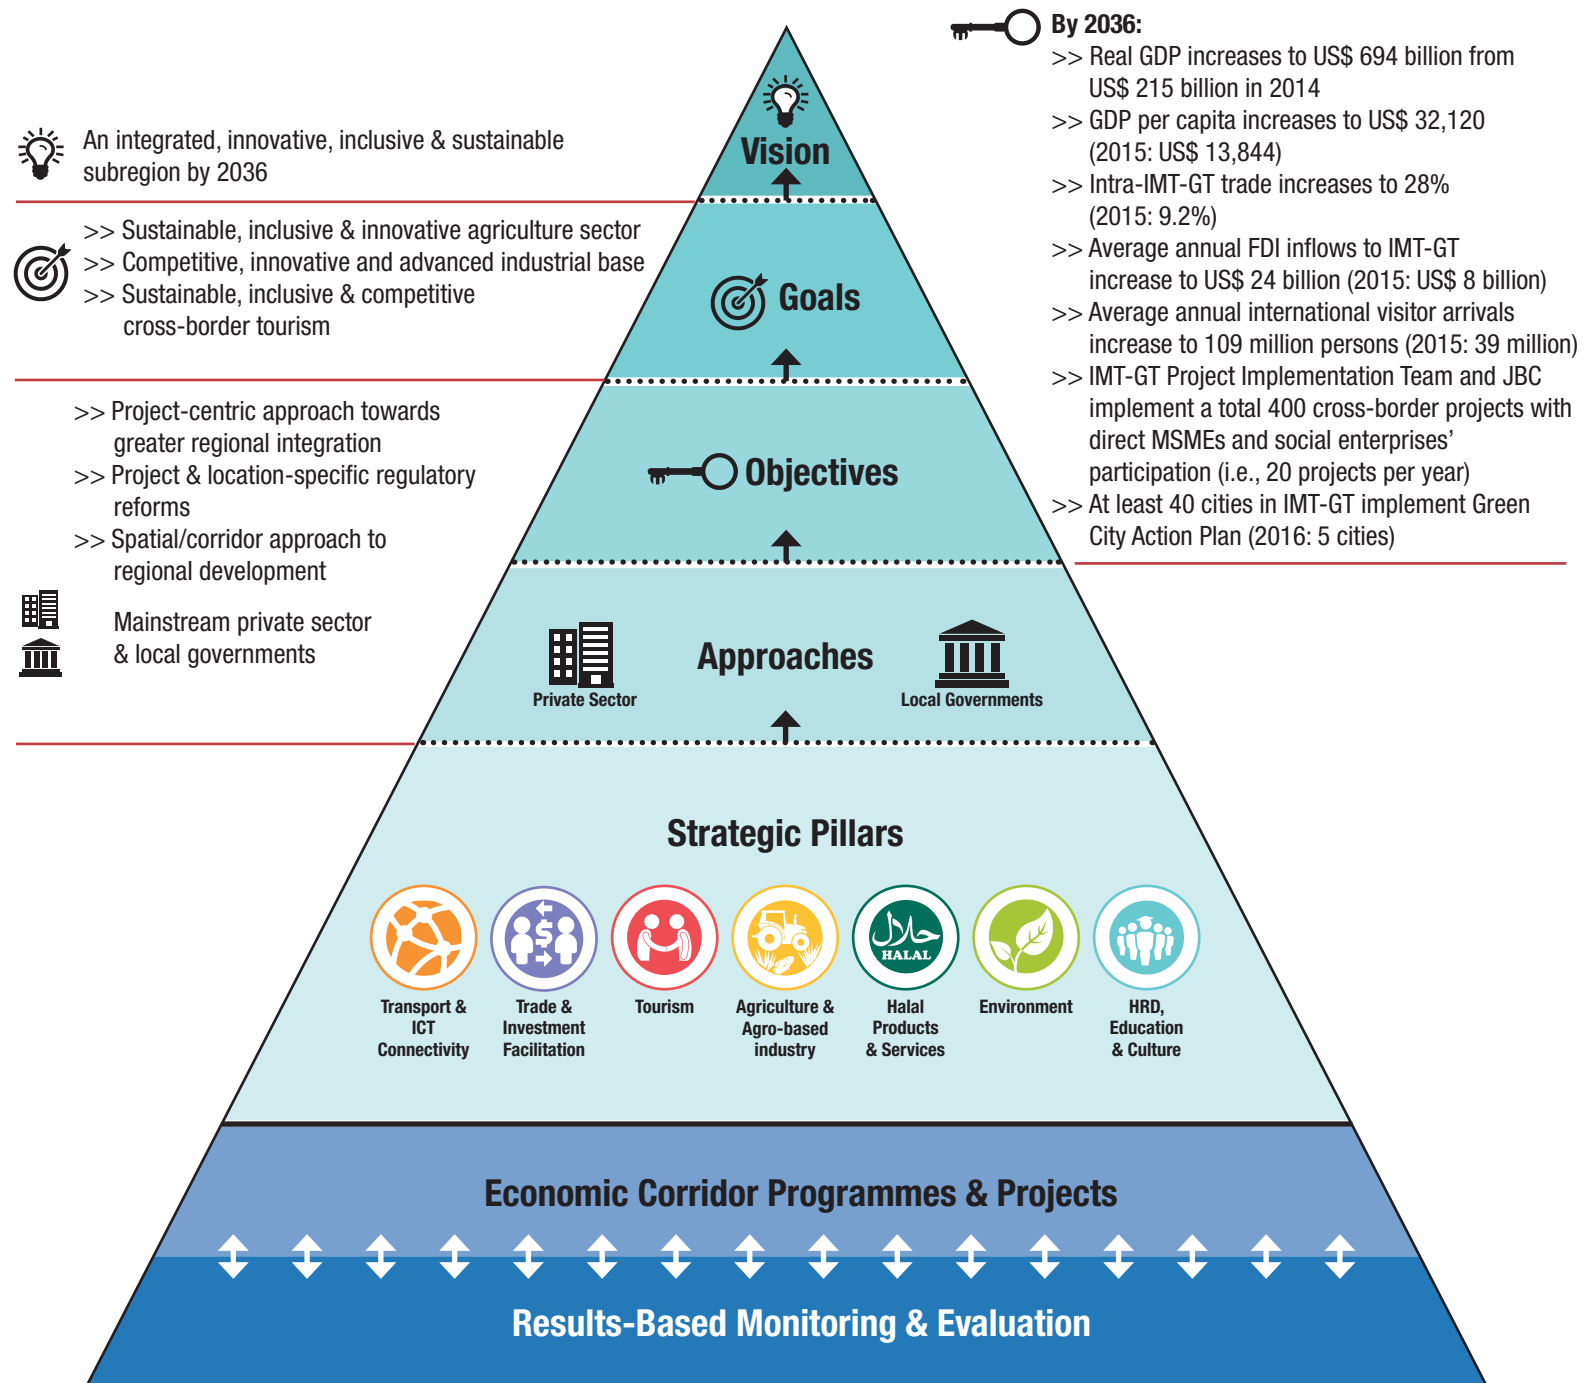 An integrated, innovative, inclusive & sustainable
subregion by 2036
>> Sustainable, inclusive & innovative agriculture sector
>> Competitive, innovative and advanced industrial base
>> Sustainable, inclusive & competitive
cross-border tourism
>> Project-centric approach towards
greater regional integration
>> Project & location-specific regulatory
reforms
>> Spatial/corridor approach to
regional development
Mainstream private sector
& local governments
By 2036:
>> Real GDP increases to US$ 694 billion from
US$ 215 billion in 2014
>> GDP per capita increases to US$ 32,120
(2015: US$ 13,844)
>> Intra-IMT-GT trade increases to 28%
(2015: 9.2%)
>> Average annual FDI inflows to IMT-GT
increase to US$ 24 billion (2015: US$ 8 billion)
>> Average annual international visitor arrivals
increase to 109 million persons (2015: 39 million)
>> IMT-GT Project Implementation Team and JBC
implement a total 400 cross-border projects with
direct MSMEs and social enterprises’
participation (i.e., 20 projects per year)
>> At least 40 cities in IMT-GT implement Green
City Action Plan (2016: 5 cities)
Vision
Goals
Objectives
Approaches
Private Sector
Local Governments
Strategic Pillars
$
حلال
HALAL
Transport &
ICT
Connectivity
Trade &
Investment
Facilitation
Tourism
Agriculture &
Agro-based
industry
Halal
Products
& Services
Environment
HRD,
Education
& Culture
Economic Corridor Programmes & Projects
Results-Based Monitoring & Evaluation